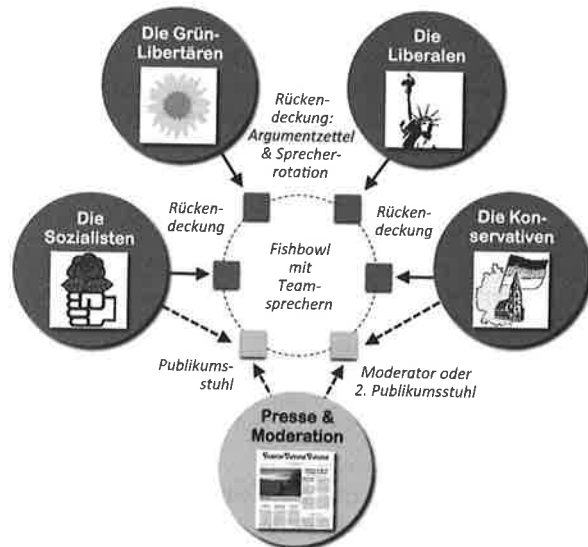 Die Grün-
Libertären
Die
Liberalen
Rücken-
deckung:
Argumentzettel
& Sprecher-
rotation
Rücken-
deckung
Rücken-
deckung
Die
Sozialisten
Die Kon-
servativen
Fishbowl
mit
Team-
sprechern
Publikums-
stuhl
Moderator oder
2. Publikumsstuhl
Presse &
Moderation